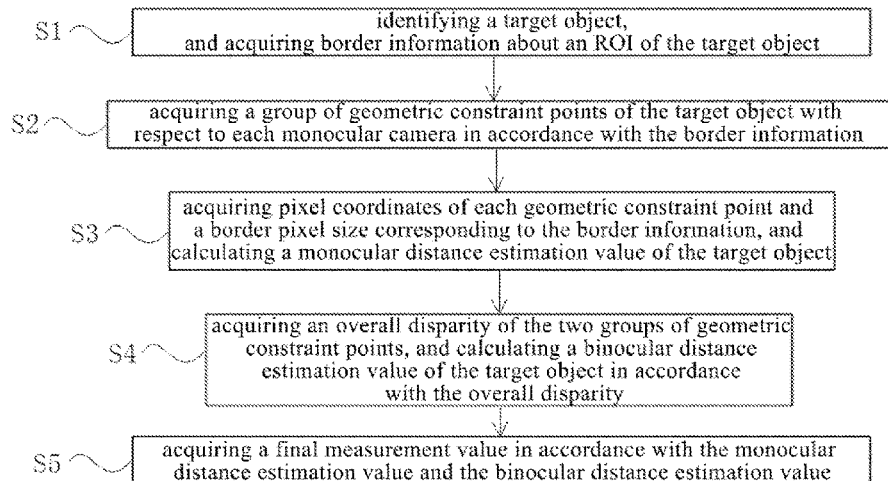 S1
identifying a target object,
and acquiring border information about an ROI of the target object
S2
acquiring a group of geometric constraint points of the target object with
respect to each monocular camera in accordance with the border information
S3
acquiring pixel coordinates of each geometric constraint point and
a border pixel size corresponding to the border information, and
calculating a monocular distance estimation value of the target object
S4
acquiring an overall disparity of the two groups of geometric
constraint points, and calculating a binocular distance
estimation value of the target object in accordance
with the overall disparity
S5
acquiring a final measurement value in accordance with the monocular
distance estimation value and the binocular distance estimation value